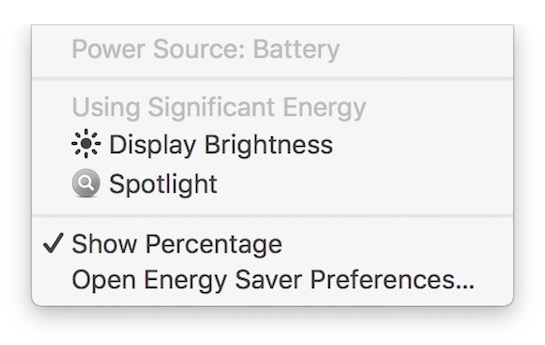 Power Source: Battery
Using Significant Energy
Display Brightness
Spotlight
Show Percentage
Open Energy Saver Preferences...